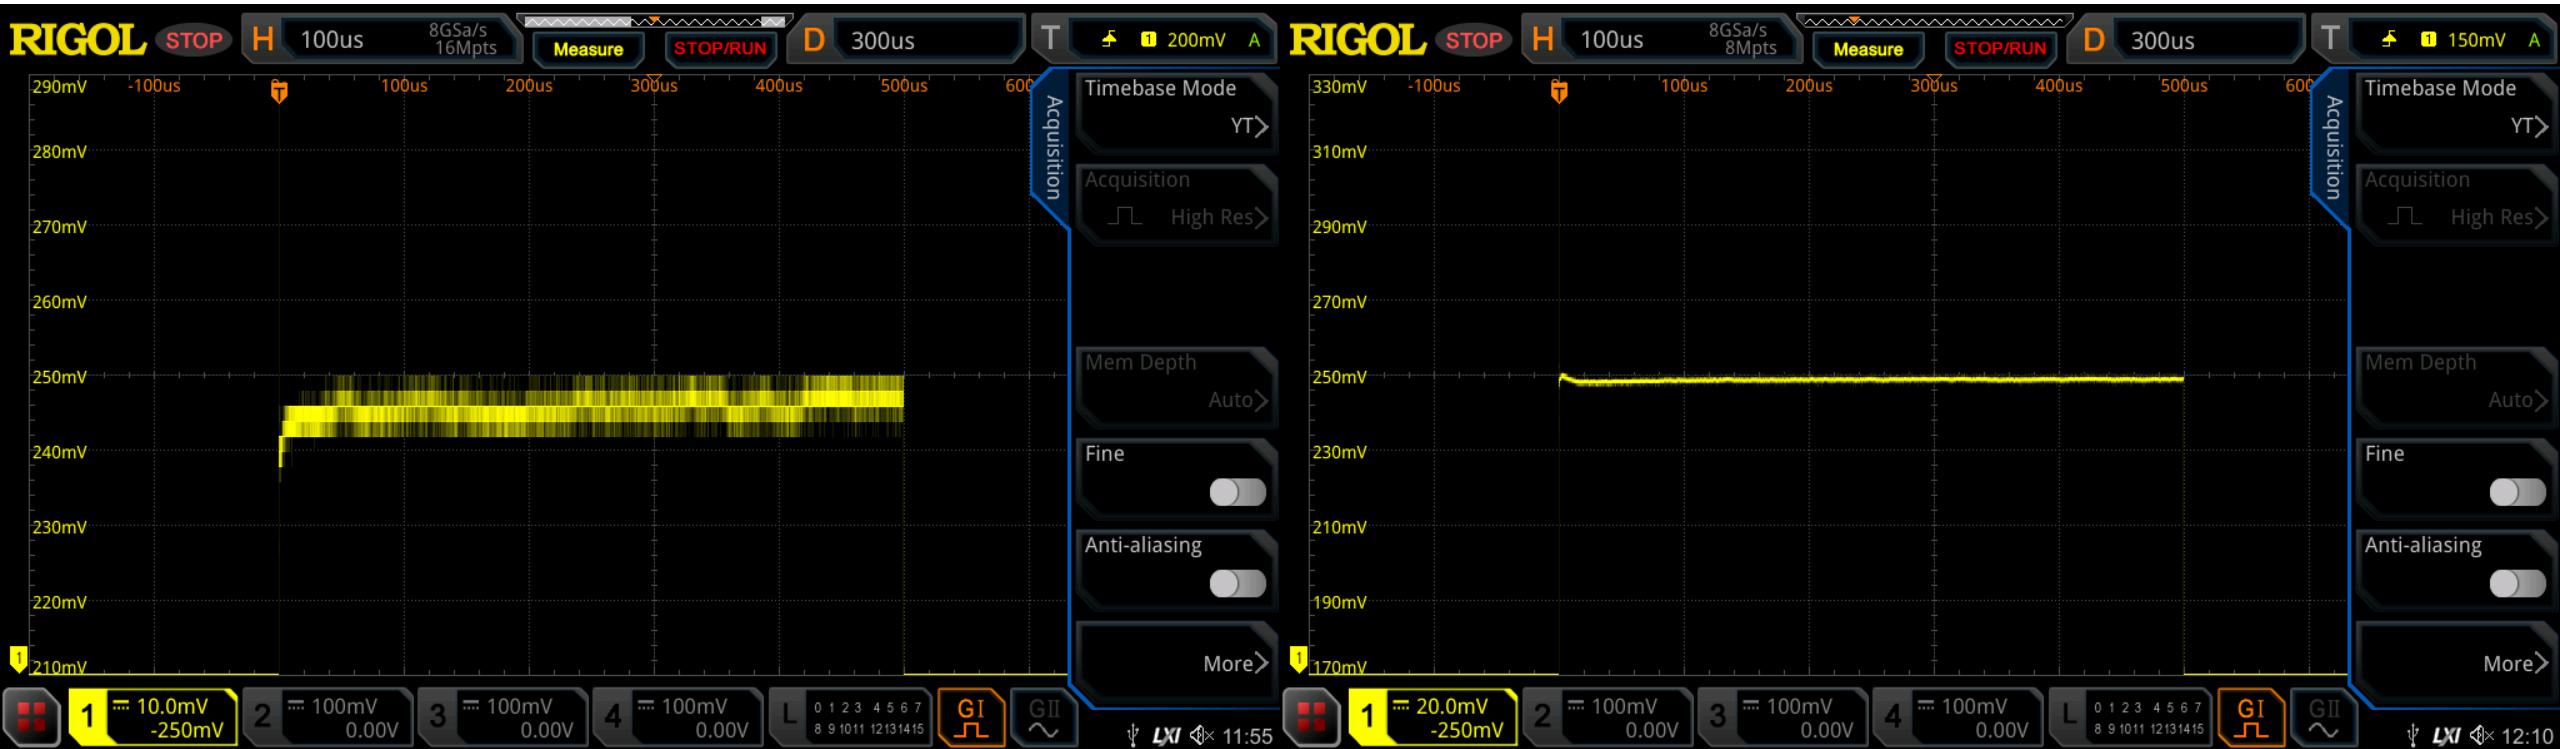 RIGOL STOP H 100us 8GSa/s 16Mpts Measure STOP/RUN D 300us T 1 200mV A
290mV -100us T 100us 200us 300us 400us 500us 600
280mV
270mV
260mV
250mV
240mV
230mV
220mV
210mV
1
Acquisition
Timebase Mode
YT
Acquisition
High Res
Mem Depth
Auto
Fine
Anti-aliasing
More
1 10.0mV -250mV 2 100mV 0.00V 3 100mV 0.00V 4 100mV 0.00V L 0 1 2 3 4 5 6 7 8 9 10 11 12 13 14 15 GI GII
LXI 11:55
RIGOL STOP H 100us 8GSa/s 8Mpts Measure STOP/RUN D 300us T 1 150mV A
330mV -100us T 100us 200us 300us 400us 500us 600
310mV
290mV
270mV
250mV
230mV
210mV
190mV
170mV
1
Acquisition
Timebase Mode
YT
Acquisition
High Res
Mem Depth
Auto
Fine
Anti-aliasing
More
1 20.0mV -250mV 2 100mV 0.00V 3 100mV 0.00V 4 100mV 0.00V L 0 1 2 3 4 5 6 7 8 9 10 11 12 13 14 15 GI GII
LXI 12:10